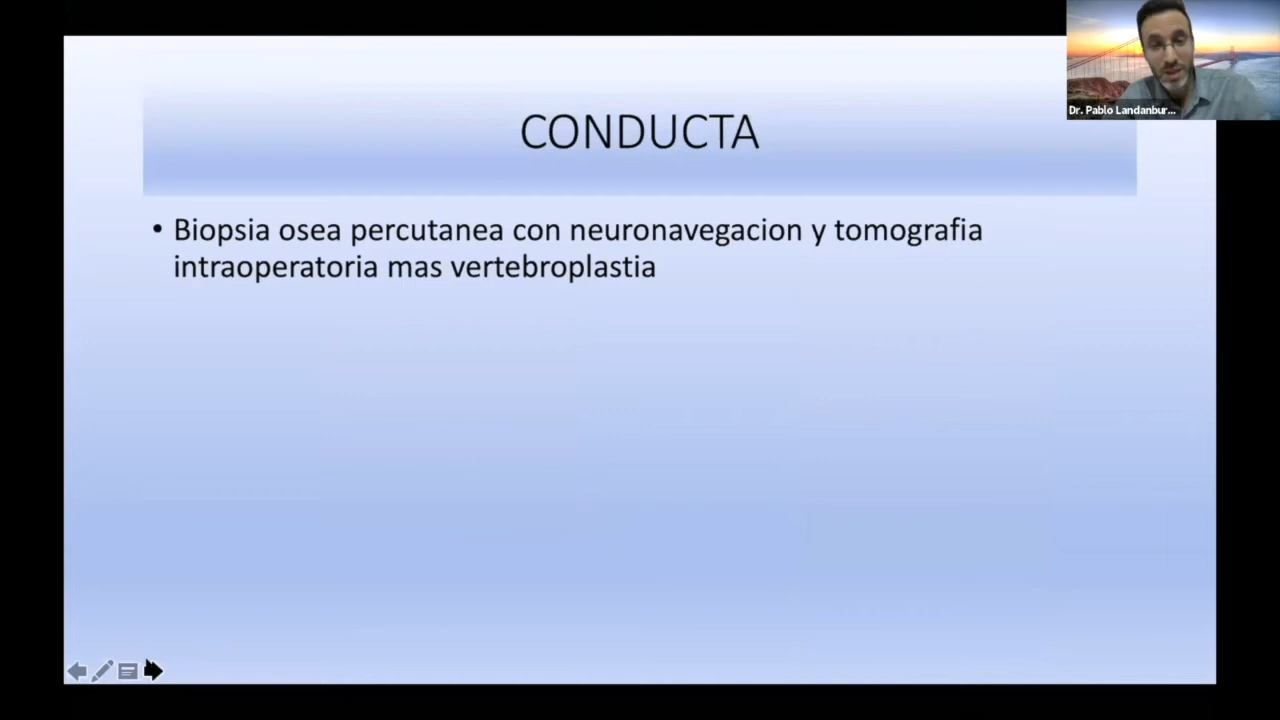 Dr. Pablo Landanbur...
CONDUCTA
• Biopsia osea percutanea con neuronavegacion y tomografia
intraoperatoria mas vertebroplastia